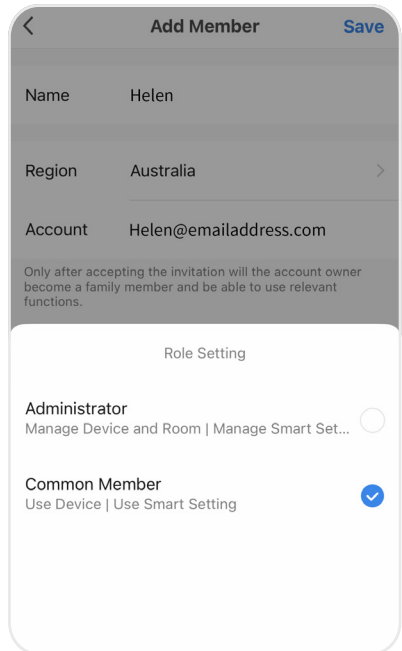 Add Member Save
Name Helen
Region Australia
Account Helen@emailaddress.com
Only after accepting the invitation will the account owner
become a family member and be able to use relevant
functions.
Role Setting
Administrator
Manage Device and Room | Manage Smart Set...
Common Member
Use Device | Use Smart Setting